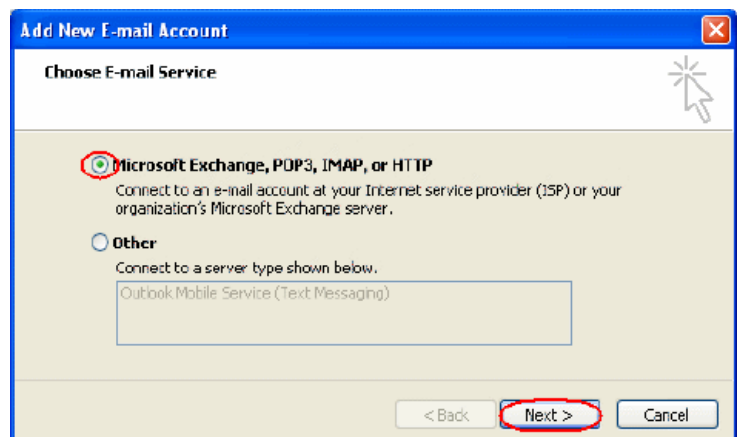 Add New E-mail Account
Choose E-mail Service
Microsoft Exchange, POP3, IMAP, or HTTP
Connect to an e-mail account at your Internet service provider (ISP) or your
organization's Microsoft Exchange server.
Other
Connect to a server type shown below.
Outlook Mobile Service (Text Messaging)
< Back Next > Cancel